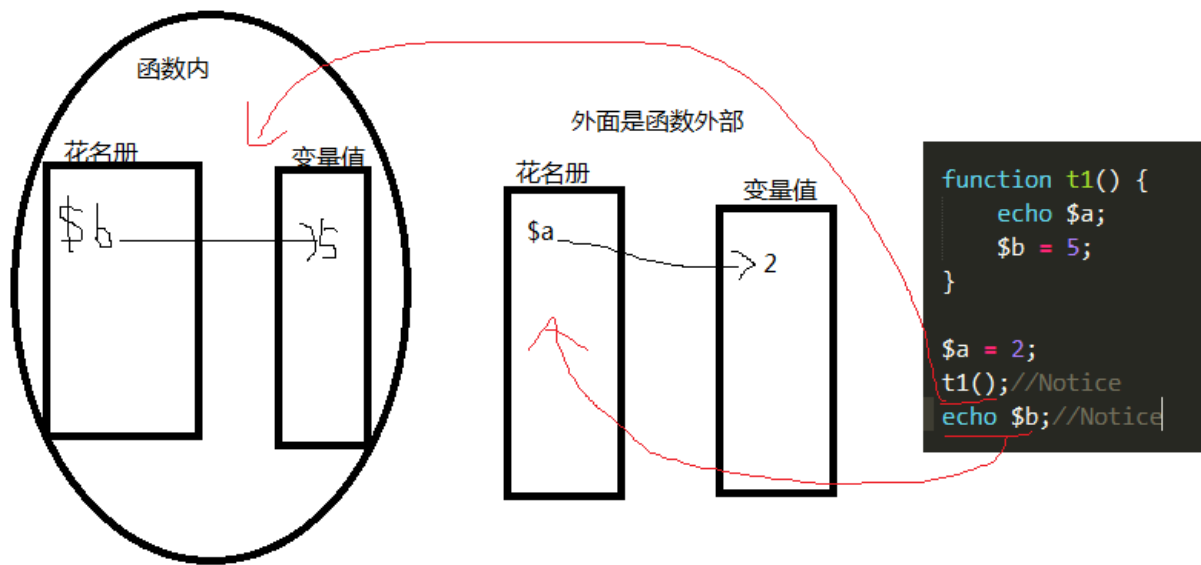 函数内
花名册
变量值
$b
5
外面是函数外部
花名册
变量值
$a
2
function t1() {
    echo $a;
    $b = 5;
}
$a = 2;
t1();//Notice
echo $b;//Notice